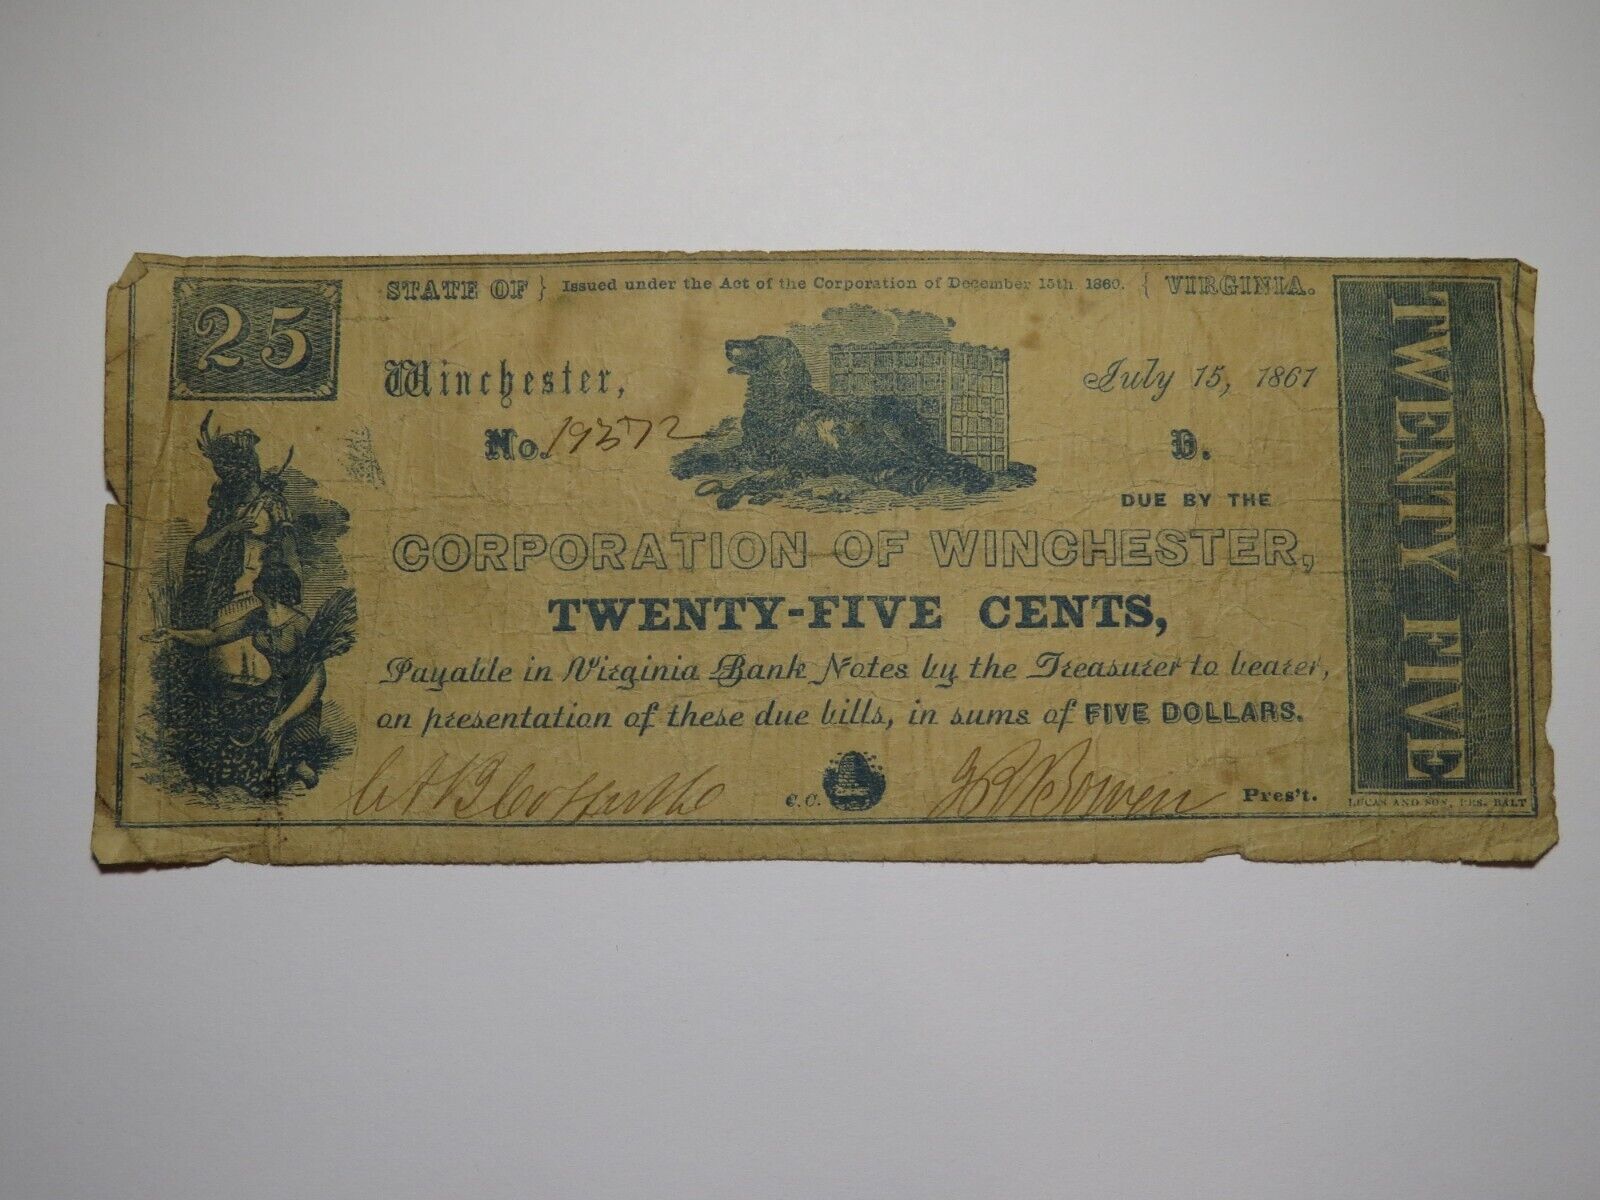 25
STATE OF } Issued under the Act of the Corporation of December 15th 1860. { VIRGINIA.
Winchester,
July 15, 1861
No. 19372
D.
DUE BY THE
CORPORATION OF WINCHESTER,
TWENTY-FIVE CENTS,
Payable in Virginia Bank Notes by the Treasurer to bearer,
on presentation of these due bills, in sums of FIVE DOLLARS.
C.C.
J B T Bowen Pres't.
TWENTY FIVE
LUCAS AND SON, PRS. BALT